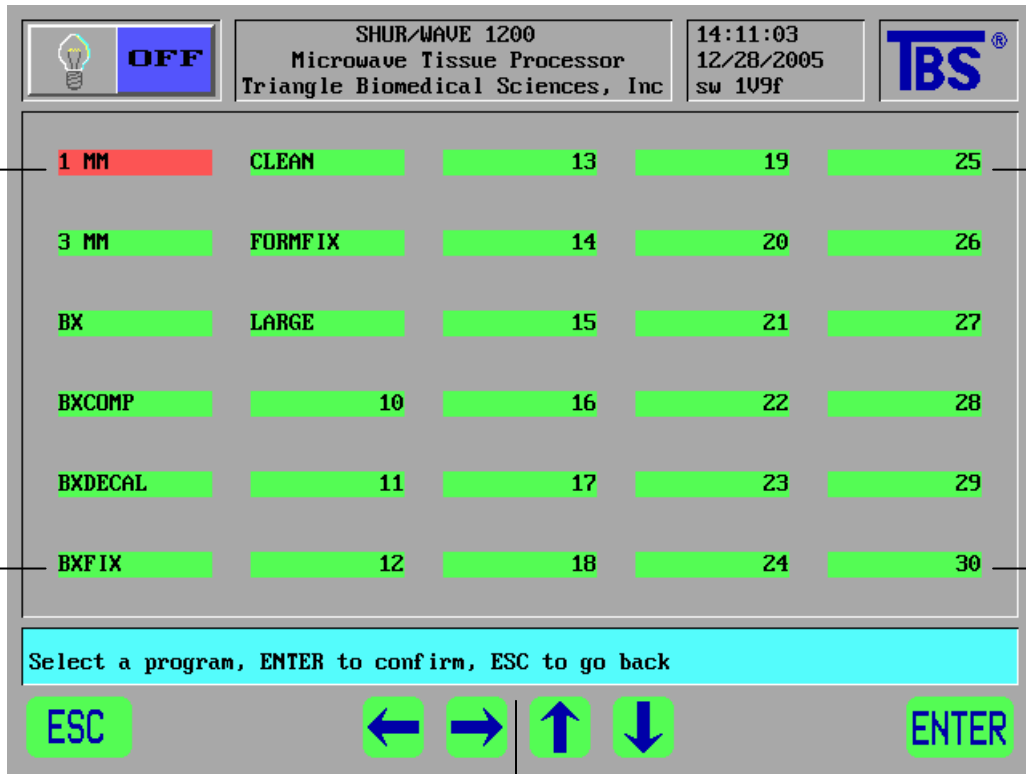 OFF
SHUR/WAVE 1200
Microwave Tissue Processor
Triangle Biomedical Sciences, Inc
14:11:03
12/28/2005
sw 1V9f
TBS ®
1 MM CLEAN 13 19 25
3 MM FORMFIX 14 20 26
BX LARGE 15 21 27
BXCOMP 10 16 22 28
BXDECAL 11 17 23 29
BXFIX 12 18 24 30
Select a program, ENTER to confirm, ESC to go back
ESC ENTER